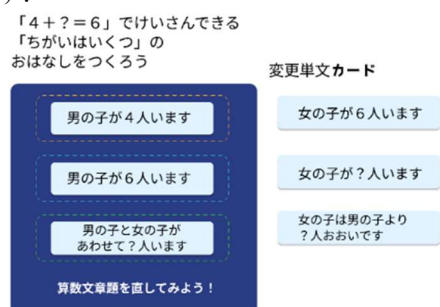 「4+?=6」でけいさんできる
「ちがいはいくつ」の
おはなしをつくろう
男の子が4人います
男の子が6人います
男の子と女の子が
あわせて?人います
算数文章題を直してみよう!
変更単文カード
女の子が6人います
女の子が?人います
女の子は男の子より
?人おおいです